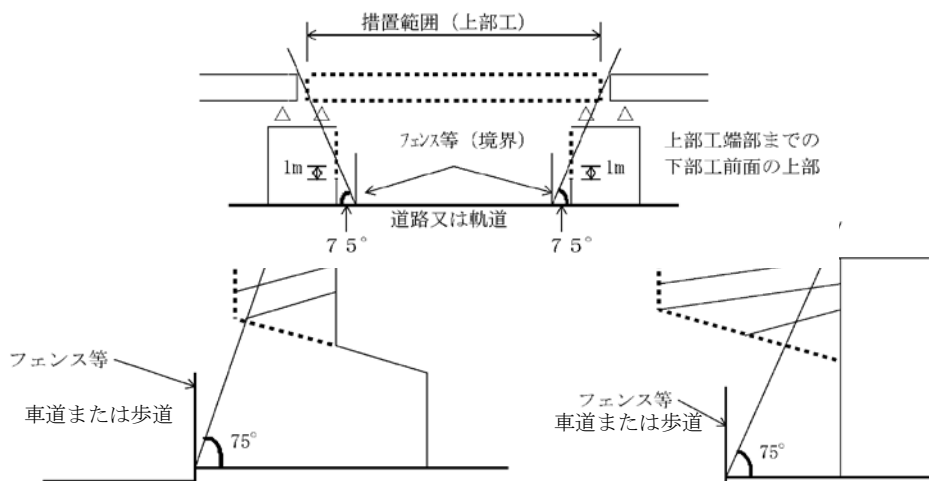 措置範囲（上部工）
フェンス等（境界）
上部工端部までの
下部工前面の上部
1m
1m
道路又は軌道
７５°
７５°
フェンス等
車道または歩道
75°
フェンス等
車道または歩道
75°